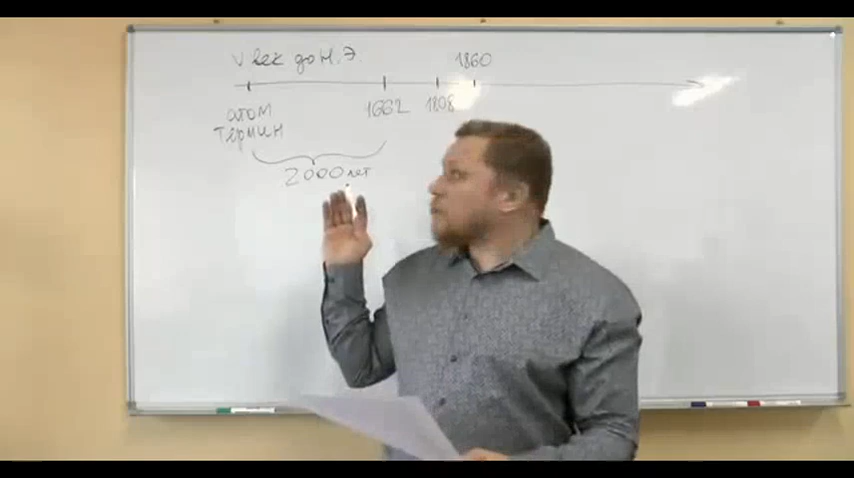 V век до н.э.
1860
атом
термин
1662
1808
2000 лет